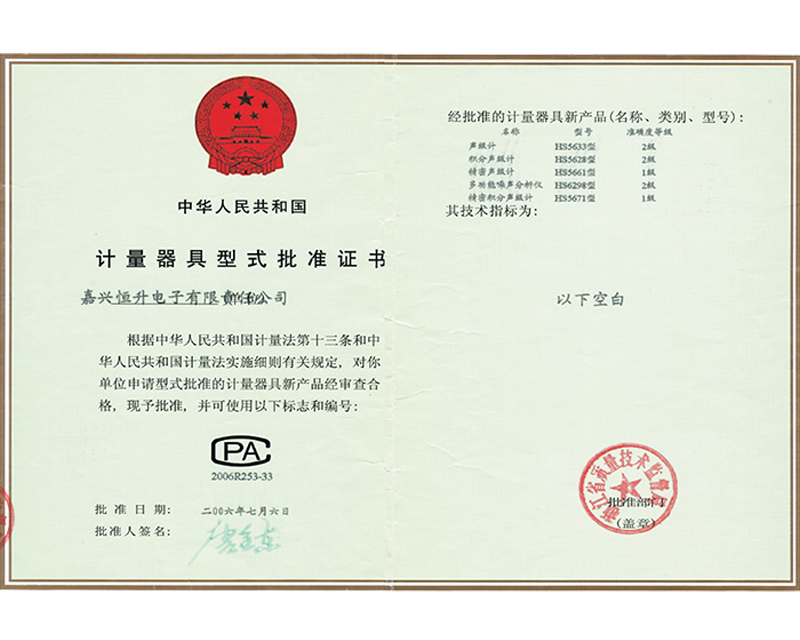 中华人民共和国
计量器具型式批准证书
嘉兴恒升电子有限责任公司
根据中华人民共和国计量法第十三条和中
华人民共和国计量法实施细则有关规定，对你
单位申请型式批准的计量器具新产品经审查合
格，现予批准，并可使用以下标志和编号：
CPA
2006R253-33
批准日期： 二00六年七月六日
批准人签名：
经批准的计量器具新产品(名称、类别、型号)：
名称 型号 准确度等级
声级计 HS5633型 2级
积分声级计 HS5628型 2级
精密声级计 HS5661型 1级
多功能噪声分析仪 HS6298型 2级
精密积分声级计 HS5671型 1级
其技术指标为：
以下空白
浙江省质量技术监督局
批准部门
(盖章)